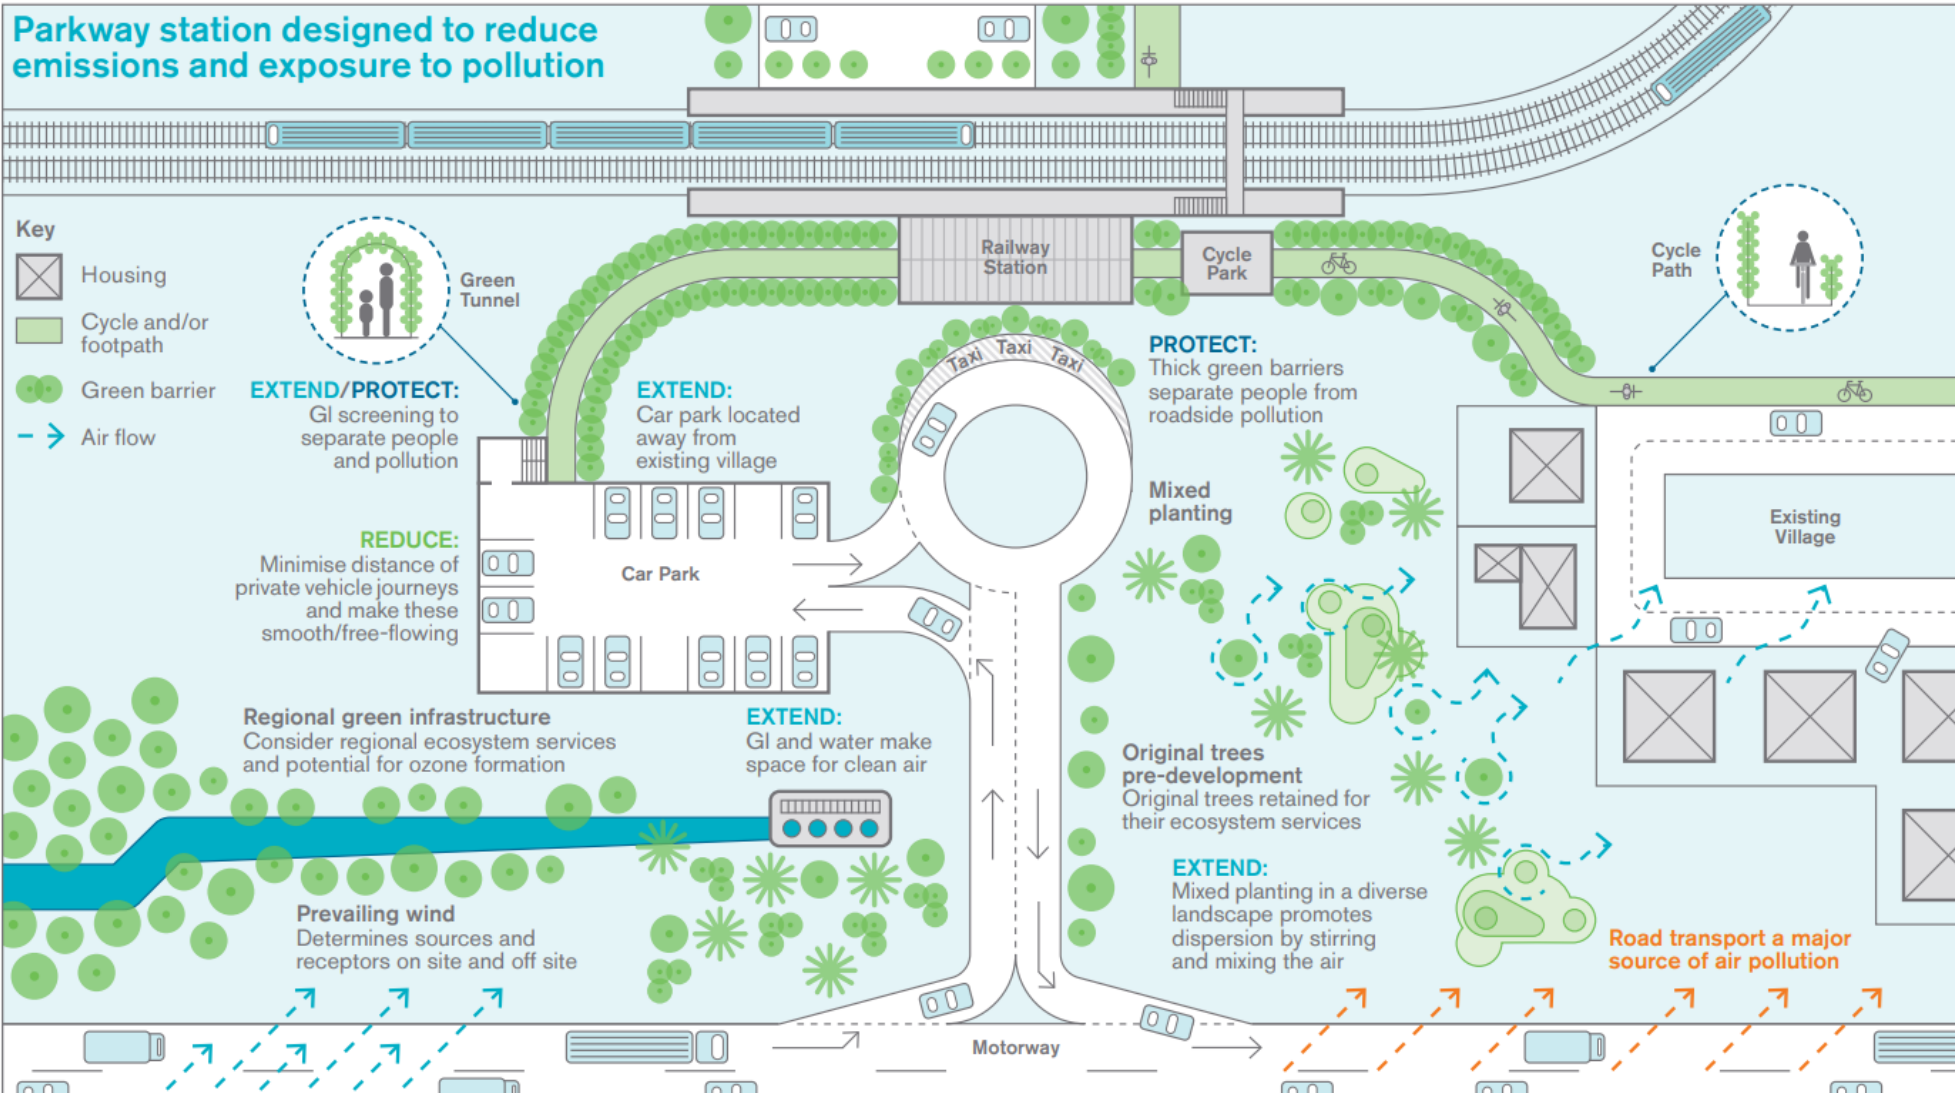 Parkway station designed to reduce
emissions and exposure to pollution
Key
Housing
Cycle and/or
footpath
Green barrier
Air flow
Green
Tunnel
EXTEND/PROTECT:
GI screening to
separate people
and pollution
EXTEND:
Car park located
away from
existing village
Railway
Station
Cycle
Park
Cycle
Path
Taxi Taxi Taxi
PROTECT:
Thick green barriers
separate people from
roadside pollution
Mixed
planting
Existing
Village
REDUCE:
Minimise distance of
private vehicle journeys
and make these
smooth/free-flowing
Car Park
Regional green infrastructure
Consider regional ecosystem services
and potential for ozone formation
EXTEND:
GI and water make
space for clean air
Original trees
pre-development
Original trees retained for
their ecosystem services
EXTEND:
Mixed planting in a diverse
landscape promotes
dispersion by stirring
and mixing the air
Prevailing wind
Determines sources and
receptors on site and off site
Road transport a major
source of air pollution
Motorway